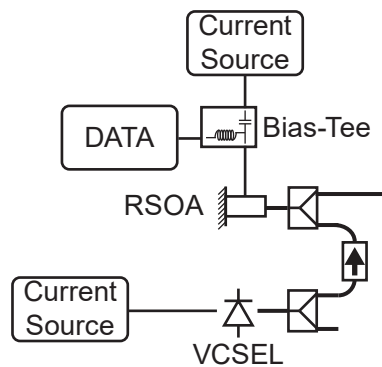 Current
Source
DATA
Bias-Tee
RSOA
Current
Source
VCSEL